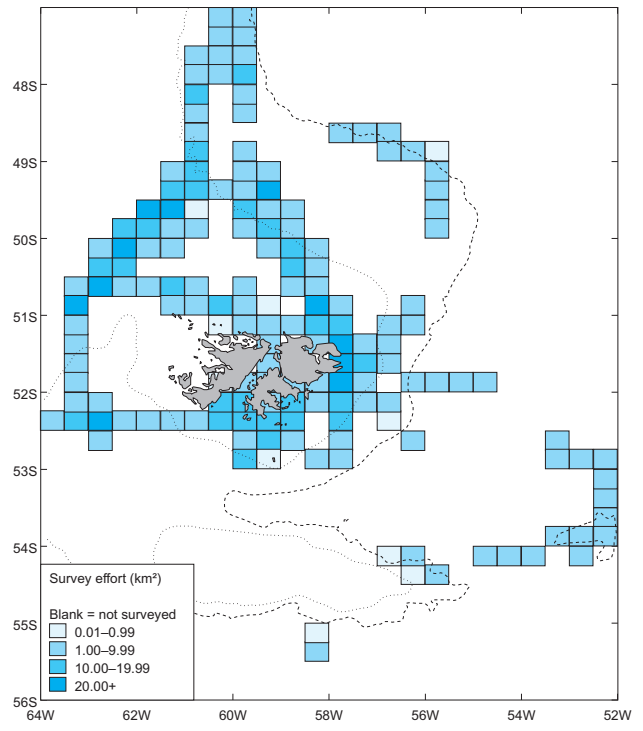 48S
49S
50S
51S
52S
53S
54S
55S
56S
Survey effort (km²)
Blank = not surveyed
0.01–0.99
1.00–9.99
10.00–19.99
20.00+
64W 62W 60W 58W 56W 54W 52W